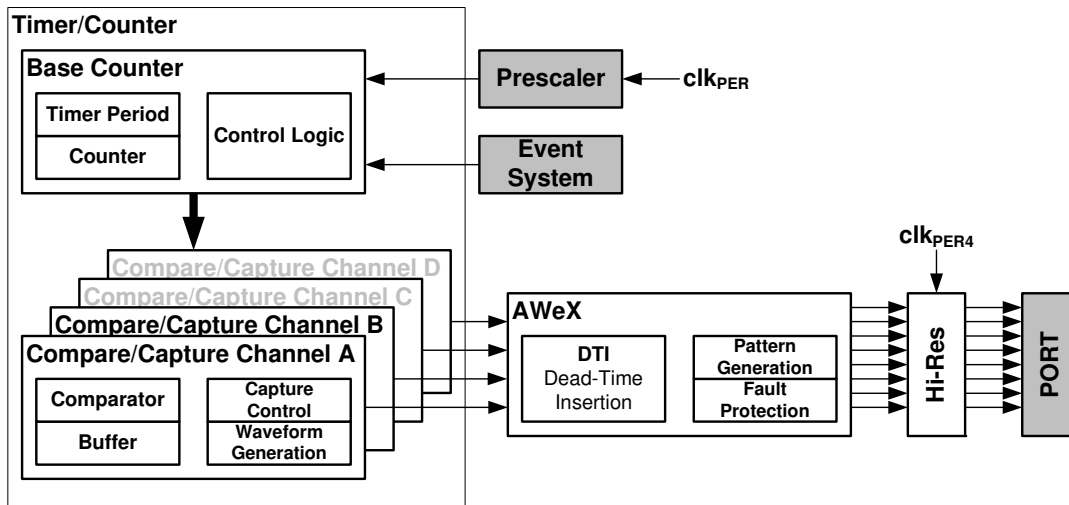 Timer/Counter
Base Counter
Timer Period
Counter
Control Logic
Prescaler
clkPER
Event
System
Compare/Capture Channel D
Compare/Capture Channel C
Compare/Capture Channel B
Compare/Capture Channel A
Comparator
Buffer
Capture
Control
Waveform
Generation
AWeX
DTI
Dead-Time
Insertion
Pattern
Generation
Fault
Protection
clkPER4
Hi-Res
PORT